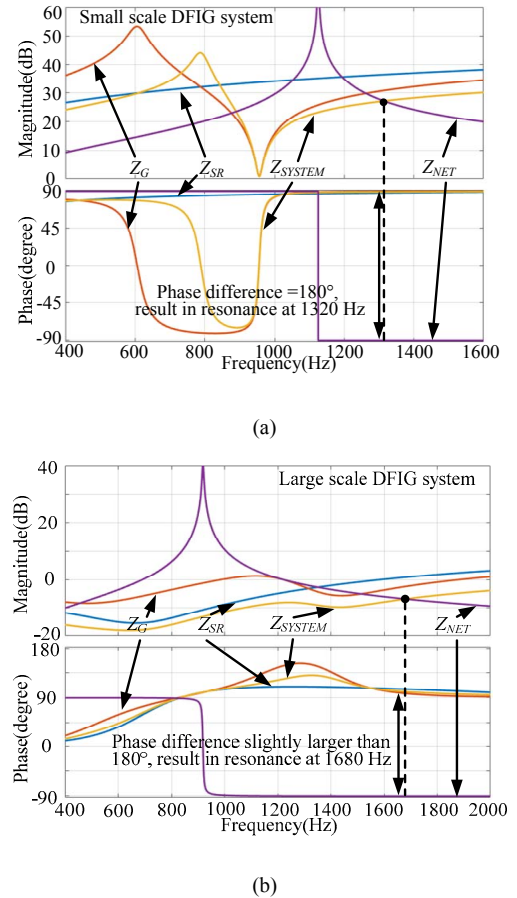 Small scale DFIG system
Magnitude(dB)
60
50
40
30
20
10
0
Z_G
Z_SR
Z_SYSTEM
Z_NET
Phase(degree)
90
45
0
-45
-90
Phase difference =180°,
result in resonance at 1320 Hz
400 600 800 1000 1200 1400 1600
Frequency(Hz)
(a)
Large scale DFIG system
Magnitude(dB)
40
20
0
-20
Z_G
Z_SR
Z_SYSTEM
Z_NET
Phase(degree)
180
90
0
-90
Phase difference slightly larger than
180°, result in resonance at 1680 Hz
400 600 800 1000 1200 1400 1600 1800 2000
Frequency(Hz)
(b)